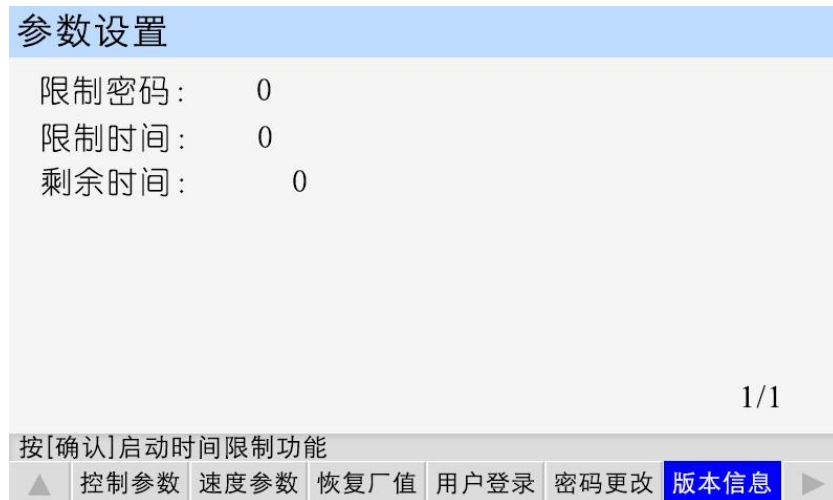 参数设置
限制密码: 0
限制时间: 0
剩余时间: 0
1/1
按[确认]启动时间限制功能
控制参数 速度参数 恢复厂值 用户登录 密码更改 版本信息